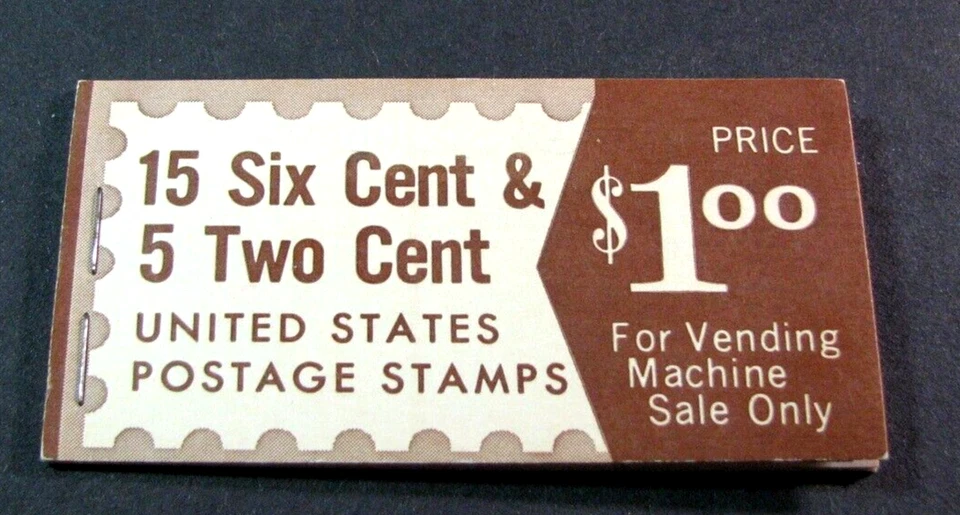 15 Six Cent &
5 Two Cent
UNITED STATES
POSTAGE STAMPS
PRICE
$1.00
For Vending
Machine
Sale Only